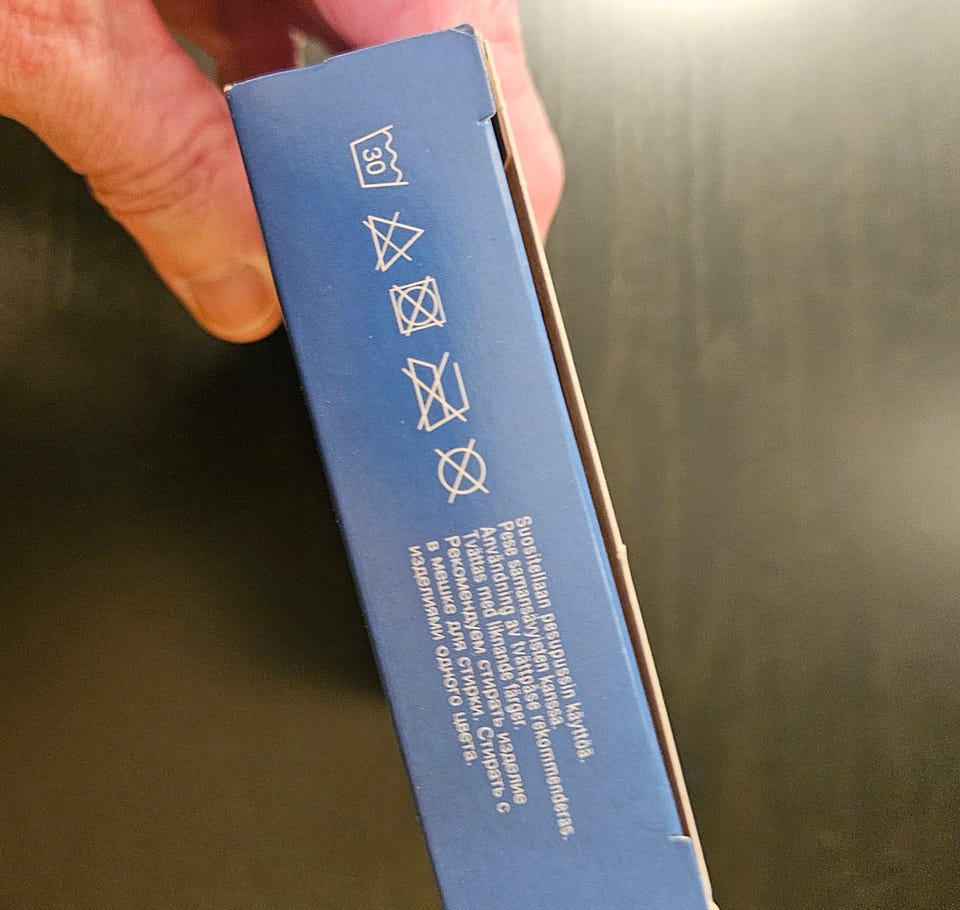 30
Suositellaan pesupussin käyttöä.
Pese samansävyisten kanssa.
Användning av tvättpåse rekommenderas.
Tvättas med liknande färger.
Рекомендуем стирать изделие
в мешке для стирки. Стирать с
изделиями одного цвета.